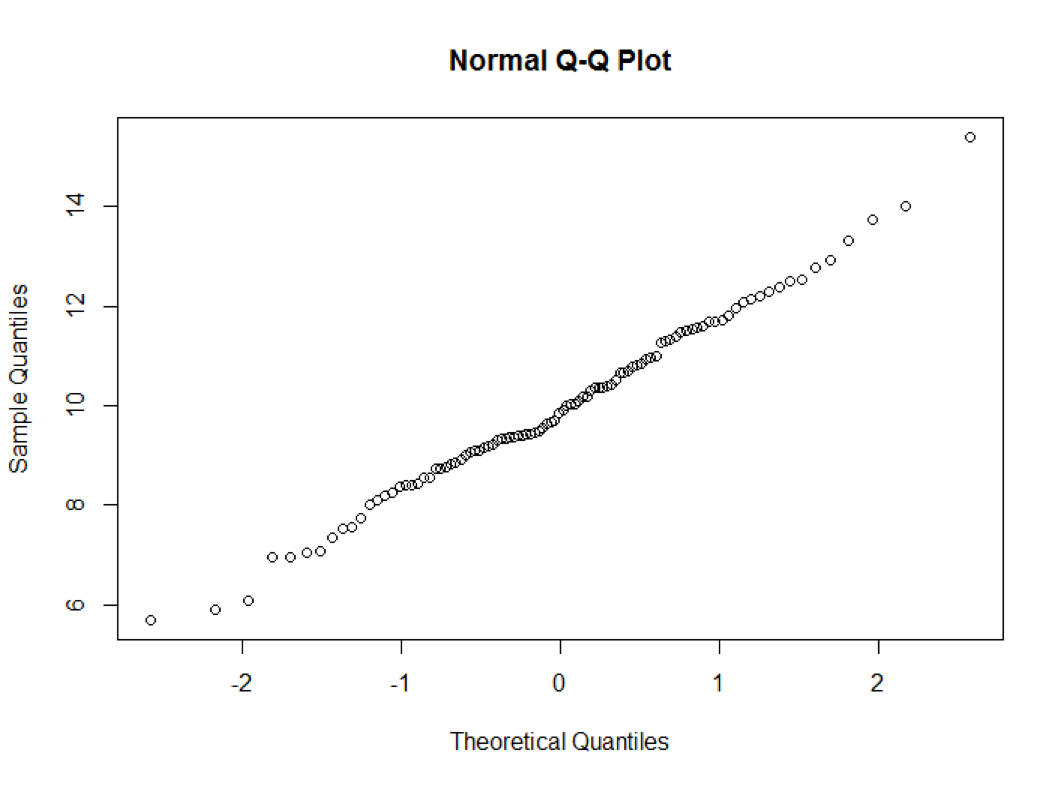 Normal Q-Q Plot
Sample Quantiles
14
12
10
8
6
-2 -1 0 1 2
Theoretical Quantiles